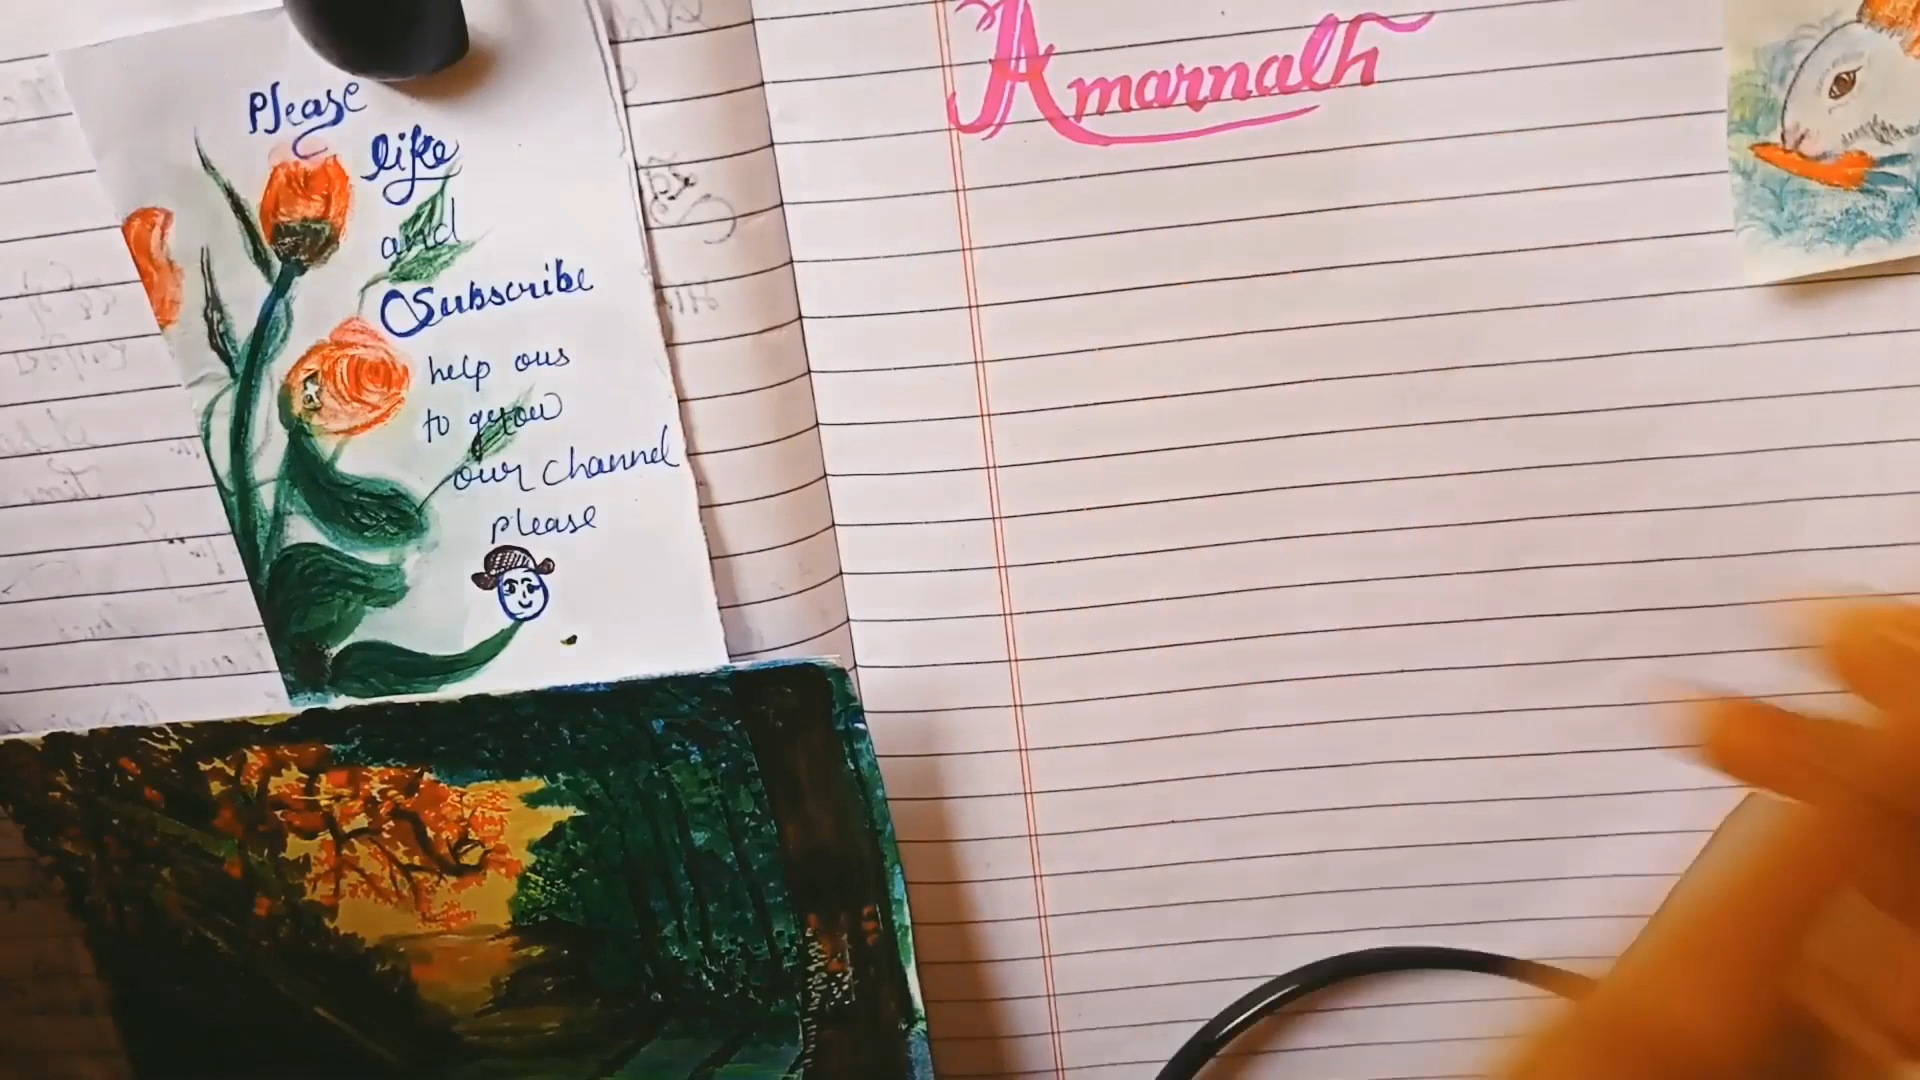 Please
like
and
Subscribe
help ous
to grow
our channel
please
Amarnath